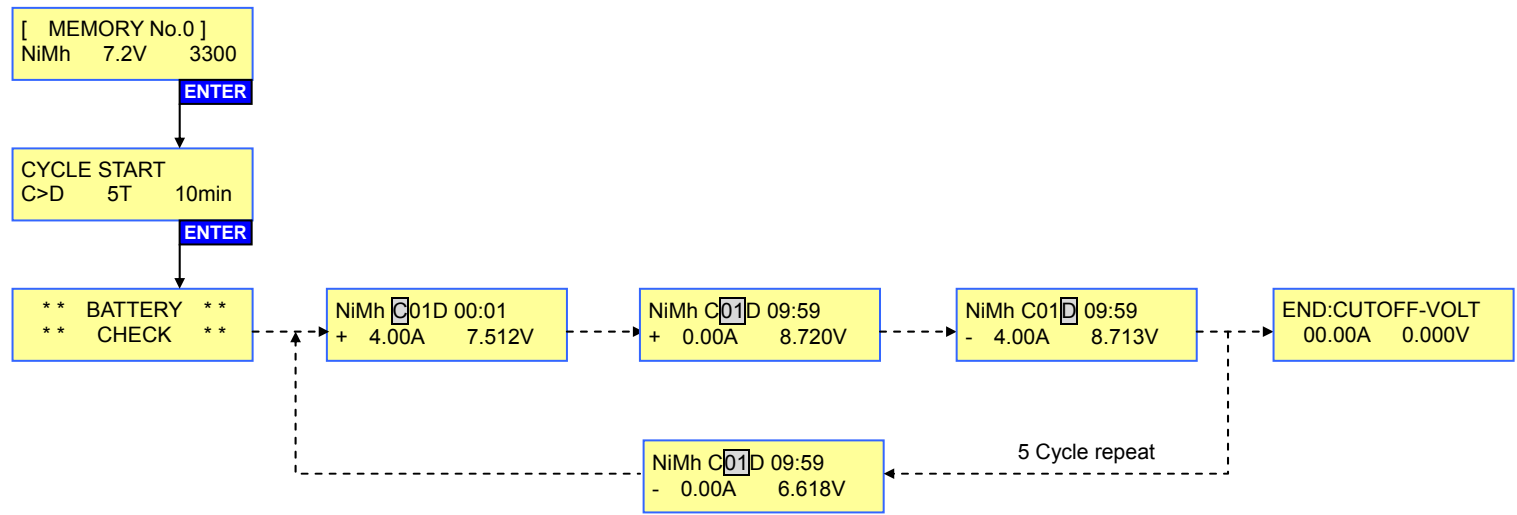 [ MEMORY No.0 ]
NiMh 7.2V 3300
ENTER
CYCLE START
C>D 5T 10min
ENTER
* * BATTERY * *
* * CHECK * *
NiMh C01D 00:01
+ 4.00A 7.512V
NiMh C01D 09:59
+ 0.00A 8.720V
NiMh C01D 09:59
- 4.00A 8.713V
END:CUTOFF-VOLT
00.00A 0.000V
5 Cycle repeat
NiMh C01D 09:59
- 0.00A 6.618V